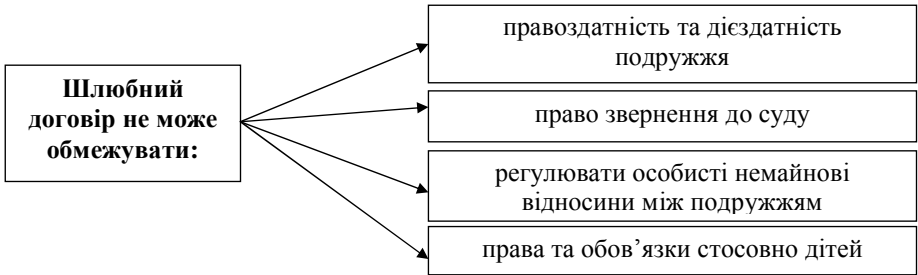 Шлюбний
договір не може
обмежувати:
правоздатність та дієздатність
подружжя
право звернення до суду
регулювати особисті немайнові
відносини між подружжям
права та обов’язки стосовно дітей